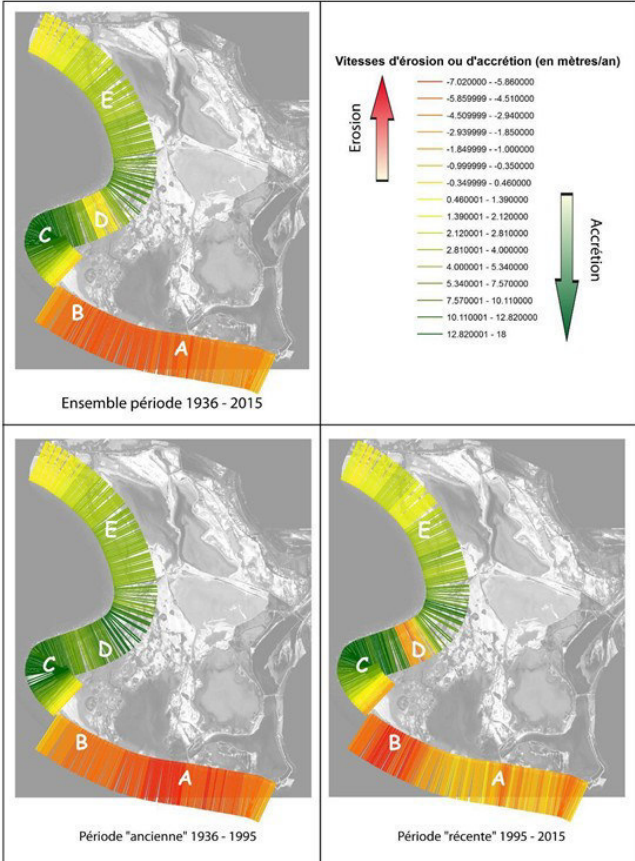 E
D
C
B
A
Ensemble période 1936 - 2015
Vitesses d'érosion ou d'accrétion (en mètres/an)
Erosion
-7.020000 - -5.860000
-5.859999 - -4.510000
-4.509999 - -2.940000
-2.939999 - -1.850000
-1.849999 - -1.000000
-0.999999 - -0.350000
-0.349999 - 0.460000
0.460001 - 1.390000
1.390001 - 2.120000
2.120001 - 2.810000
2.810001 - 4.000000
4.000001 - 5.340000
5.340001 - 7.570000
7.570001 - 10.110000
10.110001 - 12.820000
12.820001 - 18
Accrétion
E
D
C
B
A
Période "ancienne" 1936 - 1995
E
D
C
B
A
Période "récente" 1995 - 2015